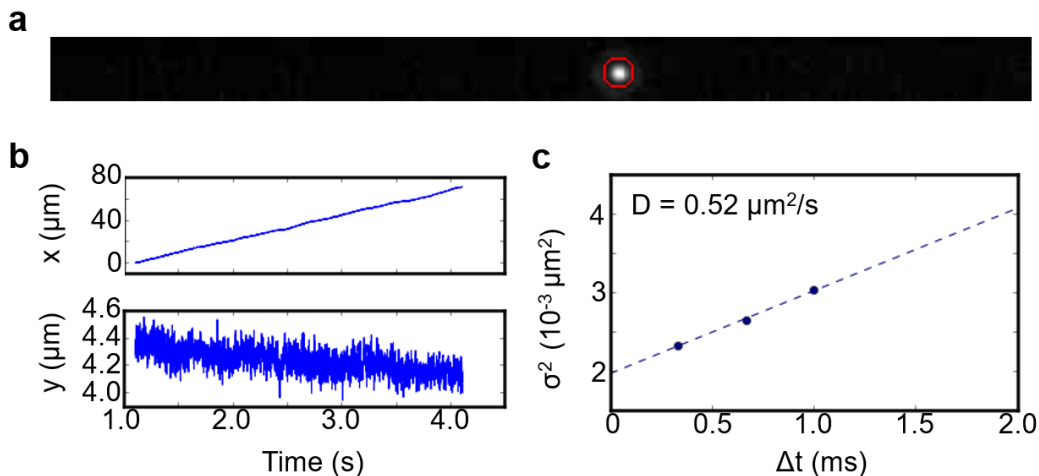 a
b
80
40
0
x (µm)
4.6
4.4
4.2
4.0
y (µm)
1.0 2.0 3.0 4.0
Time (s)
c
D = 0.52 µm²/s
4
3
2
σ² (10⁻³ µm²)
0 0.5 1.0 1.5 2.0
Δt (ms)